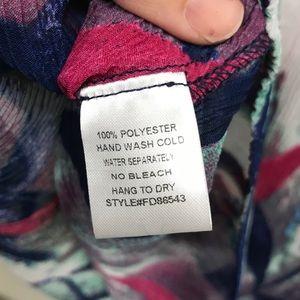 100% POLYESTER
HAND WASH COLD
WATER SEPARATELY
NO BLEACH
HANG TO DRY
STYLE#FD86543